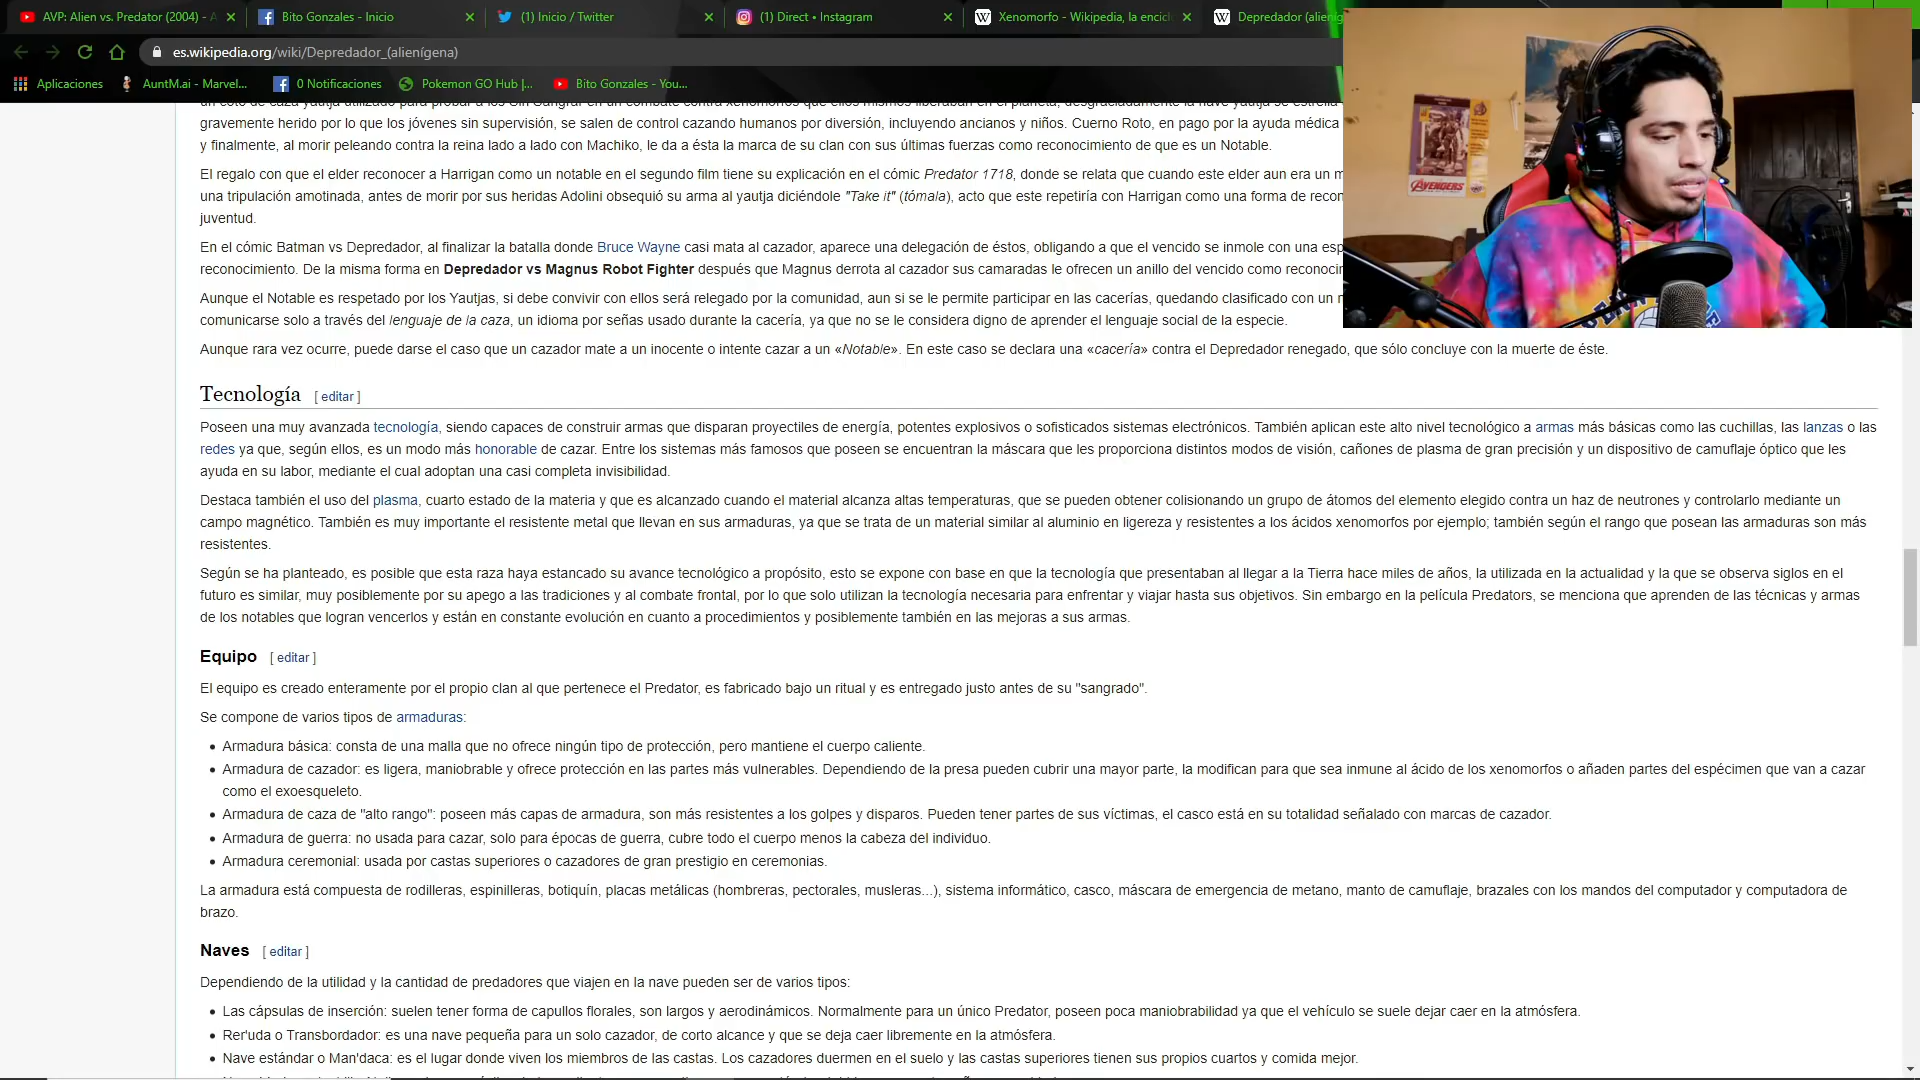 AVP: Alien vs. Predator (2004) - A
Bito Gonzales - Inicio
(1) Inicio / Twitter
(1) Direct • Instagram
Xenomorfo - Wikipedia, la encicl
Depredador (alieníg
es.wikipedia.org/wiki/Depredador_(alienígena)
Aplicaciones
AuntM.ai - Marvel...
0 Notificaciones
Pokemon GO Hub |...
Bito Gonzales - You...
AVENGERS
un coto de caza yautja utilizado para probar a los Sin Sangrar en un combate contra xenomorfos que ellos mismos liberaban en el planeta, desgraciadamente la nave yautja se estrella
gravemente herido por lo que los jóvenes sin supervisión, se salen de control cazando humanos por diversión, incluyendo ancianos y niños. Cuerno Roto, en pago por la ayuda médica
y finalmente, al morir peleando contra la reina lado a lado con Machiko, le da a ésta la marca de su clan con sus últimas fuerzas como reconocimiento de que es un Notable.
El regalo con que el elder reconocer a Harrigan como un notable en el segundo film tiene su explicación en el cómic Predator 1718, donde se relata que cuando este elder aun era un m
una tripulación amotinada, antes de morir por sus heridas Adolini obsequió su arma al yautja diciéndole "Take it" (tómala), acto que este repetiría con Harrigan como una forma de recon
juventud.
En el cómic Batman vs Depredador, al finalizar la batalla donde Bruce Wayne casi mata al cazador, aparece una delegación de éstos, obligando a que el vencido se inmole con una esp
reconocimiento. De la misma forma en Depredador vs Magnus Robot Fighter después que Magnus derrota al cazador sus camaradas le ofrecen un anillo del vencido como reconocir
Aunque el Notable es respetado por los Yautjas, si debe convivir con ellos será relegado por la comunidad, aun si se le permite participar en las cacerías, quedando clasificado con un r
comunicarse solo a través del lenguaje de la caza, un idioma por señas usado durante la cacería, ya que no se le considera digno de aprender el lenguaje social de la especie.
Aunque rara vez ocurre, puede darse el caso que un cazador mate a un inocente o intente cazar a un «Notable». En este caso se declara una «cacería» contra el Depredador renegado, que sólo concluye con la muerte de éste.
Tecnología [ editar ]
Poseen una muy avanzada tecnología, siendo capaces de construir armas que disparan proyectiles de energía, potentes explosivos o sofisticados sistemas electrónicos. También aplican este alto nivel tecnológico a armas más básicas como las cuchillas, las lanzas o las
redes ya que, según ellos, es un modo más honorable de cazar. Entre los sistemas más famosos que poseen se encuentran la máscara que les proporciona distintos modos de visión, cañones de plasma de gran precisión y un dispositivo de camuflaje óptico que les
ayuda en su labor, mediante el cual adoptan una casi completa invisibilidad.
Destaca también el uso del plasma, cuarto estado de la materia y que es alcanzado cuando el material alcanza altas temperaturas, que se pueden obtener colisionando un grupo de átomos del elemento elegido contra un haz de neutrones y controlarlo mediante un
campo magnético. También es muy importante el resistente metal que llevan en sus armaduras, ya que se trata de un material similar al aluminio en ligereza y resistentes a los ácidos xenomorfos por ejemplo; también según el rango que posean las armaduras son más
resistentes.
Según se ha planteado, es posible que esta raza haya estancado su avance tecnológico a propósito, esto se expone con base en que la tecnología que presentaban al llegar a la Tierra hace miles de años, la utilizada en la actualidad y la que se observa siglos en el
futuro es similar, muy posiblemente por su apego a las tradiciones y al combate frontal, por lo que solo utilizan la tecnología necesaria para enfrentar y viajar hasta sus objetivos. Sin embargo en la película Predators, se menciona que aprenden de las técnicas y armas
de los notables que logran vencerlos y están en constante evolución en cuanto a procedimientos y posiblemente también en las mejoras a sus armas.
Equipo [ editar ]
El equipo es creado enteramente por el propio clan al que pertenece el Predator, es fabricado bajo un ritual y es entregado justo antes de su "sangrado".
Se compone de varios tipos de armaduras:
• Armadura básica: consta de una malla que no ofrece ningún tipo de protección, pero mantiene el cuerpo caliente.
• Armadura de cazador: es ligera, maniobrable y ofrece protección en las partes más vulnerables. Dependiendo de la presa pueden cubrir una mayor parte, la modifican para que sea inmune al ácido de los xenomorfos o añaden partes del espécimen que van a cazar
como el exoesqueleto.
• Armadura de caza de "alto rango": poseen más capas de armadura, son más resistentes a los golpes y disparos. Pueden tener partes de sus víctimas, el casco está en su totalidad señalado con marcas de cazador.
• Armadura de guerra: no usada para cazar, solo para épocas de guerra, cubre todo el cuerpo menos la cabeza del individuo.
• Armadura ceremonial: usada por castas superiores o cazadores de gran prestigio en ceremonias.
La armadura está compuesta de rodilleras, espinilleras, botiquín, placas metálicas (hombreras, pectorales, musleras...), sistema informático, casco, máscara de emergencia de metano, manto de camuflaje, brazales con los mandos del computador y computadora de
brazo.
Naves [ editar ]
Dependiendo de la utilidad y la cantidad de predadores que viajen en la nave pueden ser de varios tipos:
• Las cápsulas de inserción: suelen tener forma de capullos florales, son largos y aerodinámicos. Normalmente para un único Predator, poseen poca maniobrabilidad ya que el vehículo se suele dejar caer en la atmósfera.
• Rer'uda o Transbordador: es una nave pequeña para un solo cazador, de corto alcance y que se deja caer libremente en la atmósfera.
• Nave estándar o Man'daca: es el lugar donde viven los miembros de las castas. Los cazadores duermen en el suelo y las castas superiores tienen sus propios cuartos y comida mejor.